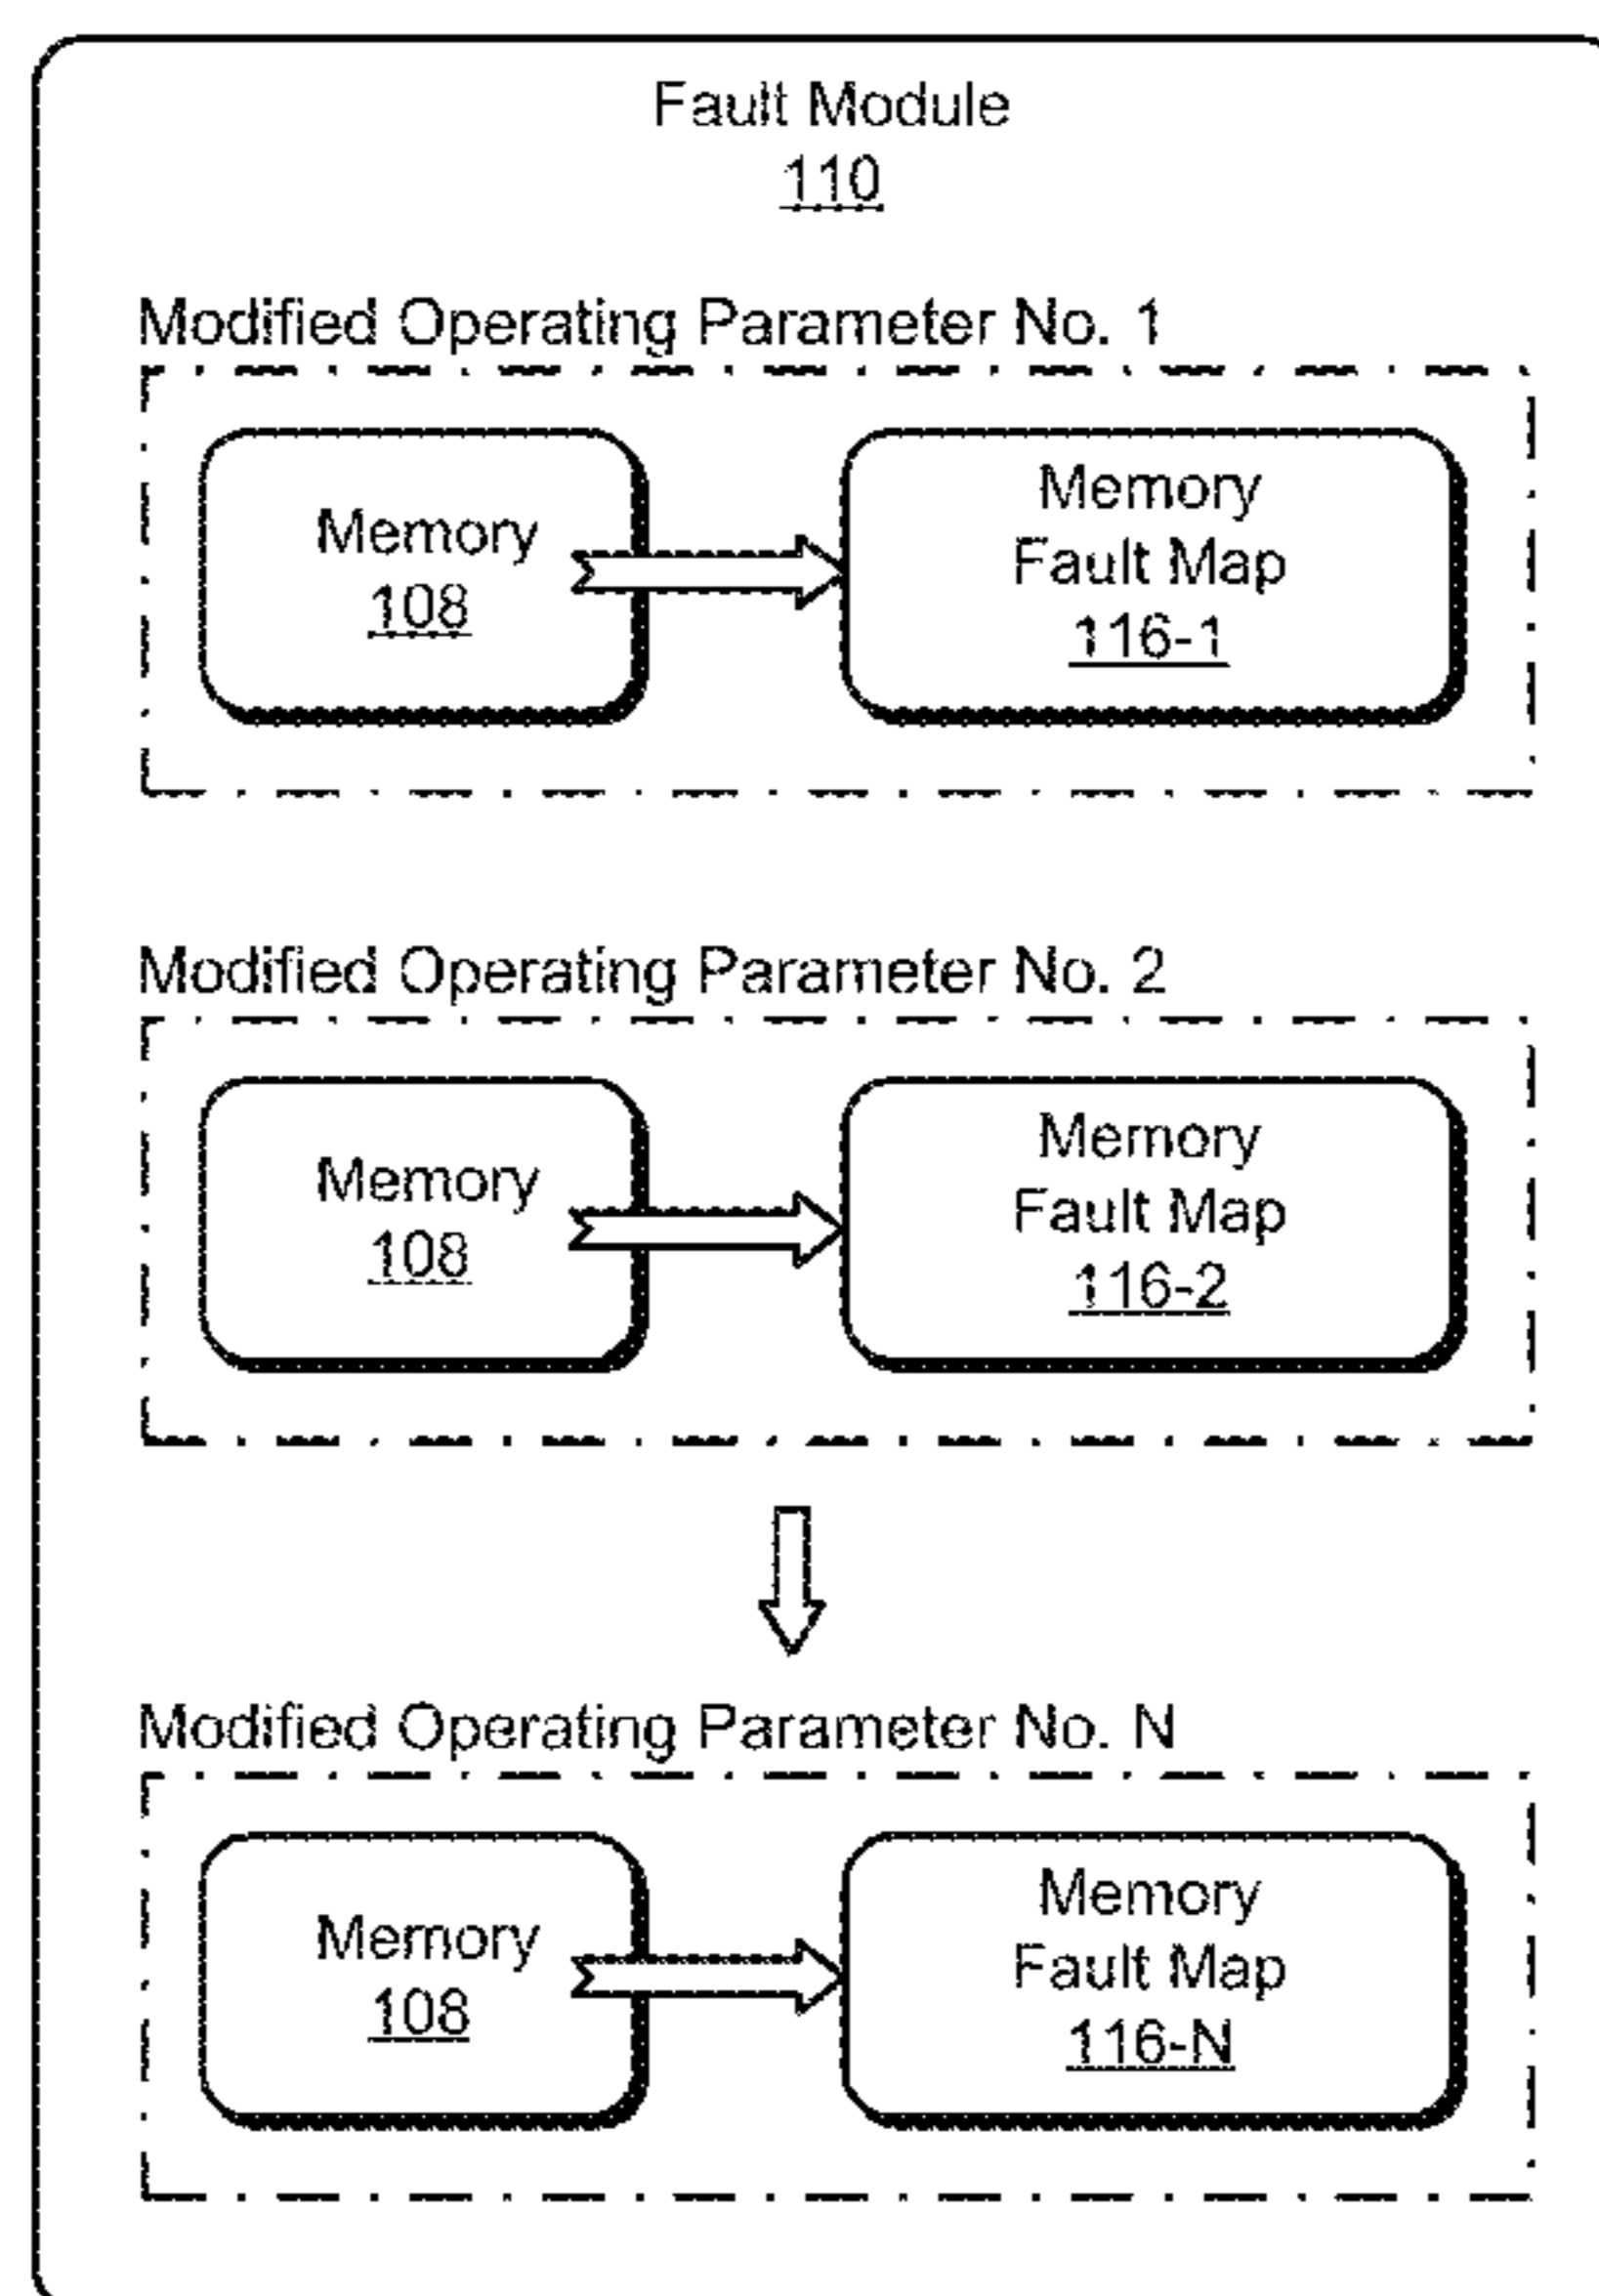 Fault Module
110
Modified Operating Parameter No. 1
Memory
108
Memory
Fault Map
116-1
Modified Operating Parameter No. 2
Memory
108
Memory
Fault Map
116-2
Modified Operating Parameter No. N
Memory
108
Memory
Fault Map
116-N